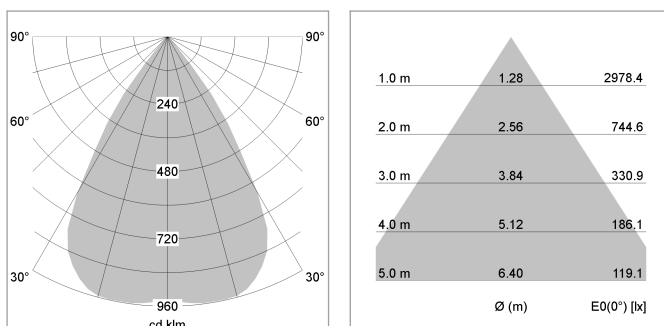 90° 90°
240
60° 60°
480
720
30° 30°
960
cd klm
1.0 m 1.28 2978.4
2.0 m 2.56 744.6
3.0 m 3.84 330.9
4.0 m 5.12 186.1
5.0 m 6.40 119.1
Ø (m) E0(0°) [lx]